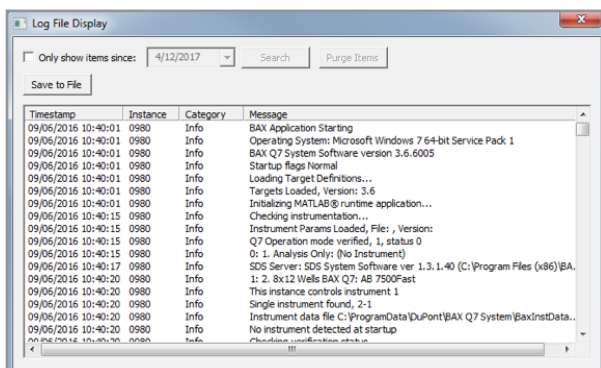 Log File Display
Only show items since: 4/12/2017 Search Purge Items
Save to File
Timestamp Instance Category Message
09/06/2016 10:40:01 0980 Info BAX Application Starting
09/06/2016 10:40:01 0980 Info Operating System: Microsoft Windows 7 64-bit Service Pack 1
09/06/2016 10:40:01 0980 Info BAX Q7 System Software version 3.6.6005
09/06/2016 10:40:01 0980 Info Startup flags Normal
09/06/2016 10:40:01 0980 Info Loading Target Definitions...
09/06/2016 10:40:01 0980 Info Targets Loaded, Version: 3.6
09/06/2016 10:40:01 0980 Info Initializing MATLAB® runtime application...
09/06/2016 10:40:15 0980 Info Checking instrumentation...
09/06/2016 10:40:15 0980 Info Instrument Params Loaded, File: , Version:
09/06/2016 10:40:15 0980 Info Q7 Operation mode verified, 1, status 0
09/06/2016 10:40:15 0980 Info 0: 1. Analysis Only: (No Instrument)
09/06/2016 10:40:17 0980 Info SDS Server: SDS System Software ver 1.3.1.40 (C:\Program Files (x86)\BA...
09/06/2016 10:40:20 0980 Info 1: 2. 8x12 Wells BAX Q7: AB 7500Fast
09/06/2016 10:40:20 0980 Info This instance controls instrument 1
09/06/2016 10:40:20 0980 Info Single instrument found, 2-1
09/06/2016 10:40:20 0980 Info Instrument data file C:\ProgramData\DuPont\BAX Q7 System\BaxInstData...
09/06/2016 10:40:20 0980 Info No instrument detected at startup
09/06/2016 10:40:20 0980 Info Checking verification status